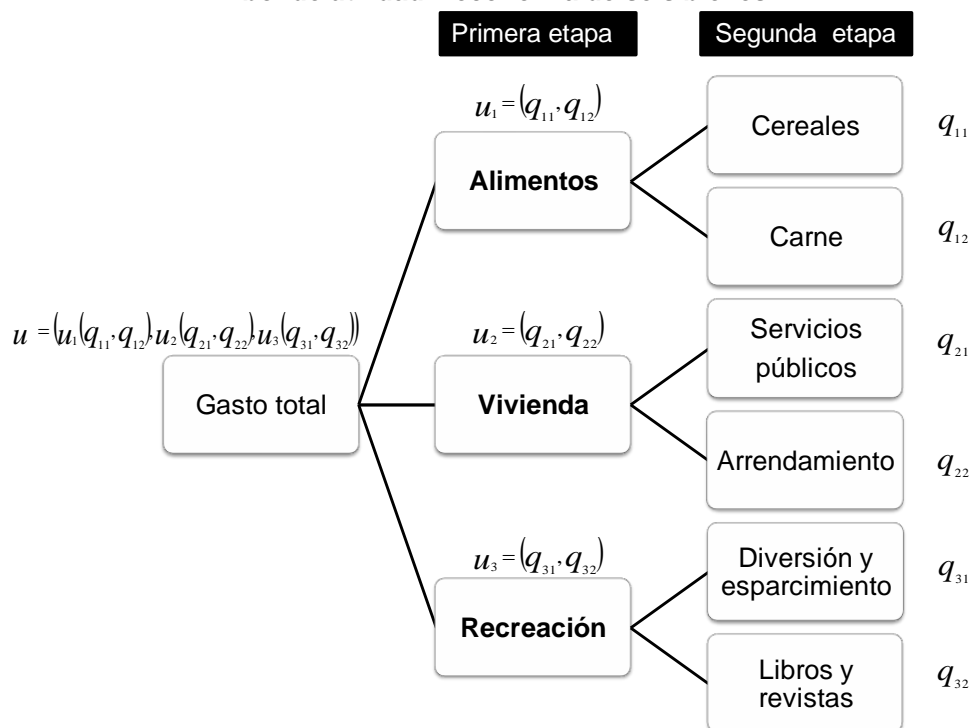 Primera etapa
Segunda etapa
u₁ = (q₁₁, q₁₂)
Cereales
q₁₁
Alimentos
Carne
q₁₂
u = (u₁(q₁₁, q₁₂), u₂(q₂₁, q₂₂), u₃(q₃₁, q₃₂))
Gasto total
u₂ = (q₂₁, q₂₂)
Servicios
públicos
q₂₁
Vivienda
Arrendamiento
q₂₂
u₃ = (q₃₁, q₃₂)
Diversión y
esparcimiento
q₃₁
Recreación
Libros y
revistas
q₃₂